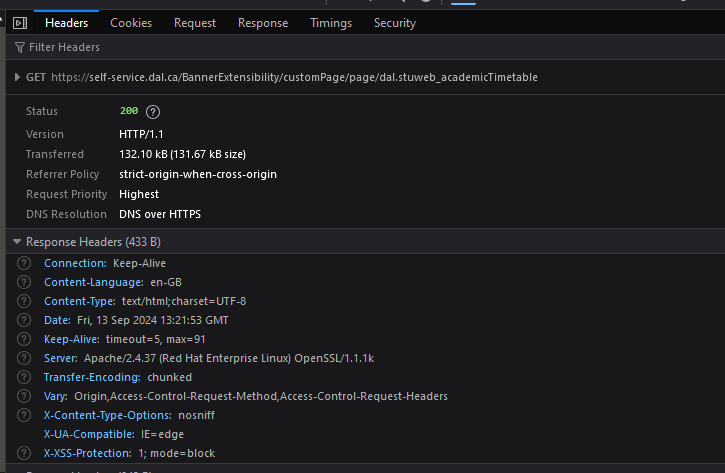 Headers Cookies Request Response Timings Security
Filter Headers
GET https://self-service.dal.ca/BannerExtensibility/customPage/page/dal.stuweb_academicTimetable
Status 200 ?
Version HTTP/1.1
Transferred 132.10 kB (131.67 kB size)
Referrer Policy strict-origin-when-cross-origin
Request Priority Highest
DNS Resolution DNS over HTTPS
Response Headers (433 B)
? Connection: Keep-Alive
? Content-Language: en-GB
? Content-Type: text/html;charset=UTF-8
? Date: Fri, 13 Sep 2024 13:21:53 GMT
? Keep-Alive: timeout=5, max=91
? Server: Apache/2.4.37 (Red Hat Enterprise Linux) OpenSSL/1.1.1k
? Transfer-Encoding: chunked
? Vary: Origin,Access-Control-Request-Method,Access-Control-Request-Headers
? X-Content-Type-Options: nosniff
X-UA-Compatible: IE=edge
? X-XSS-Protection: 1; mode=block